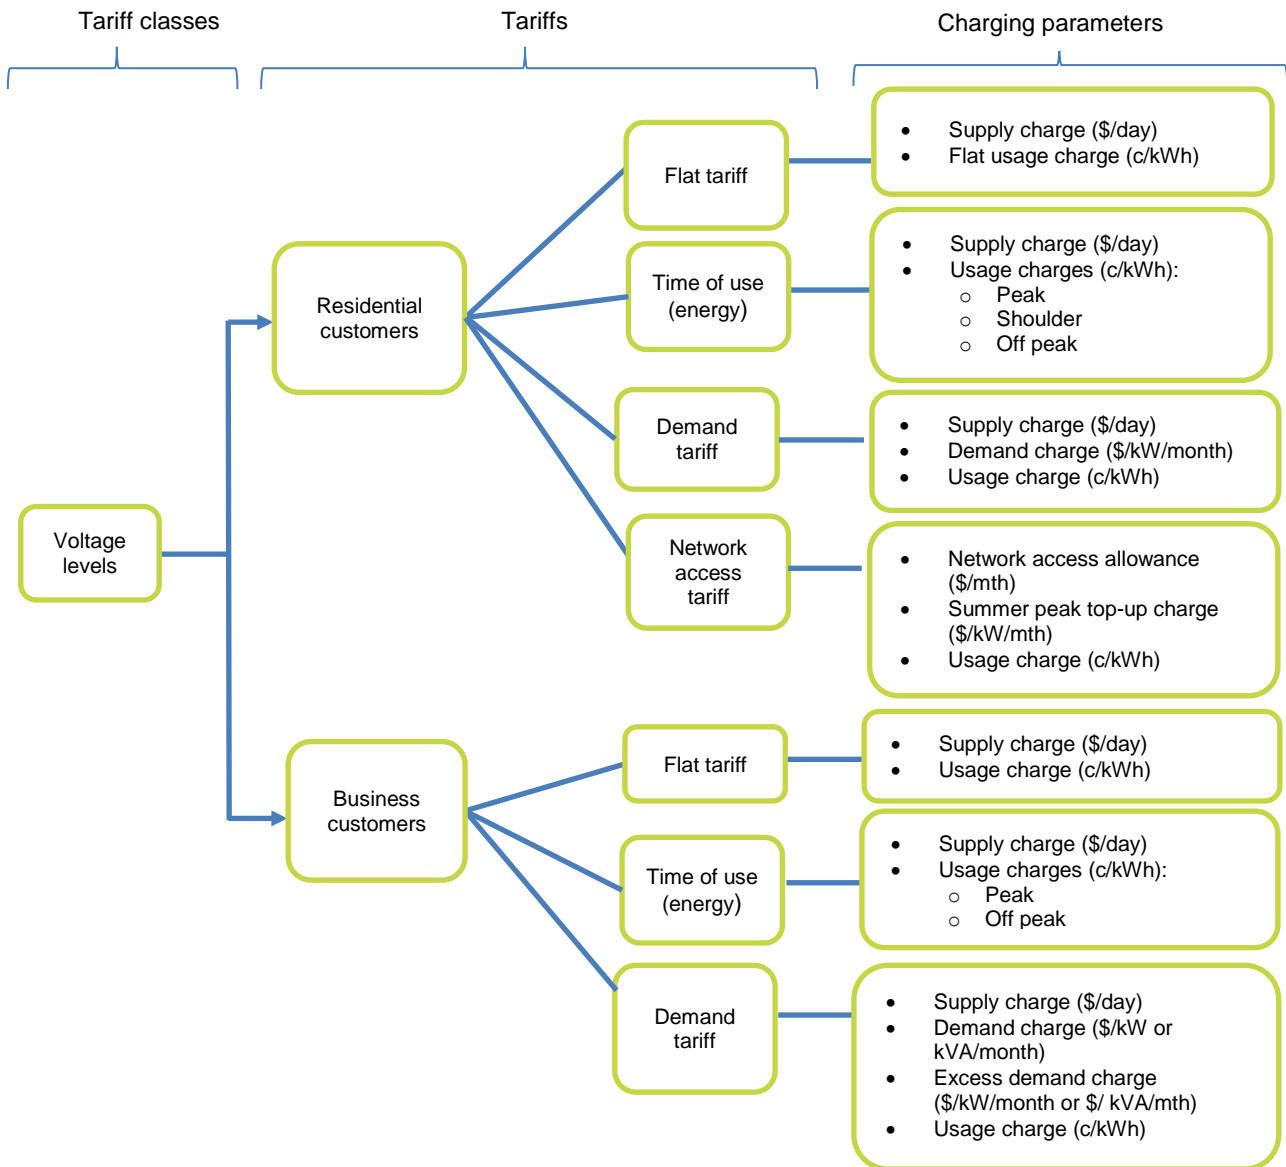 Tariff classes
Tariffs
Charging parameters
Voltage
levels
Residential
customers
Flat tariff
• Supply charge ($/day)
• Flat usage charge (c/kWh)
Time of use
(energy)
• Supply charge ($/day)
• Usage charges (c/kWh):
o Peak
o Shoulder
o Off peak
Demand
tariff
• Supply charge ($/day)
• Demand charge ($/kW/month)
• Usage charge (c/kWh)
Network
access
tariff
• Network access allowance
($/mth)
• Summer peak top-up charge
($/kW/mth)
• Usage charge (c/kWh)
Business
customers
Flat tariff
• Supply charge ($/day)
• Usage charge (c/kWh)
Time of use
(energy)
• Supply charge ($/day)
• Usage charges (c/kWh):
o Peak
o Off peak
Demand
tariff
• Supply charge ($/day)
• Demand charge ($/kW or
kVA/month)
• Excess demand charge
($/kW/month or $/ kVA/mth)
• Usage charge (c/kWh)